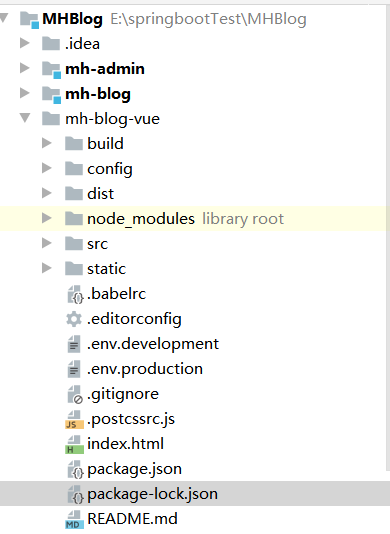 MHBlog E:\springbootTest\MHBlog
.idea
mh-admin
mh-blog
mh-blog-vue
build
config
dist
node_modules library root
src
static
.babelrc
.editorconfig
.env.development
.env.production
.gitignore
.postcssrc.js
index.html
package.json
package-lock.json
README.md